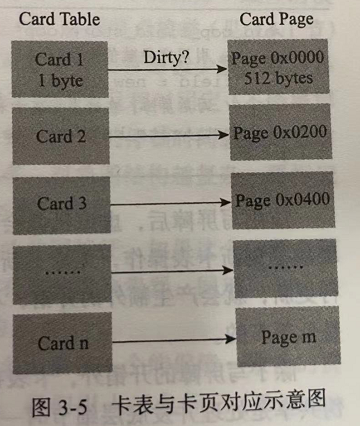 Card Table
Card Page
Card 1
1 byte
Dirty?
Page 0x0000
512 bytes
Card 2
Page 0x0200
Card 3
Page 0x0400
……
……
Card n
Page m
图 3-5 卡表与卡页对应示意图